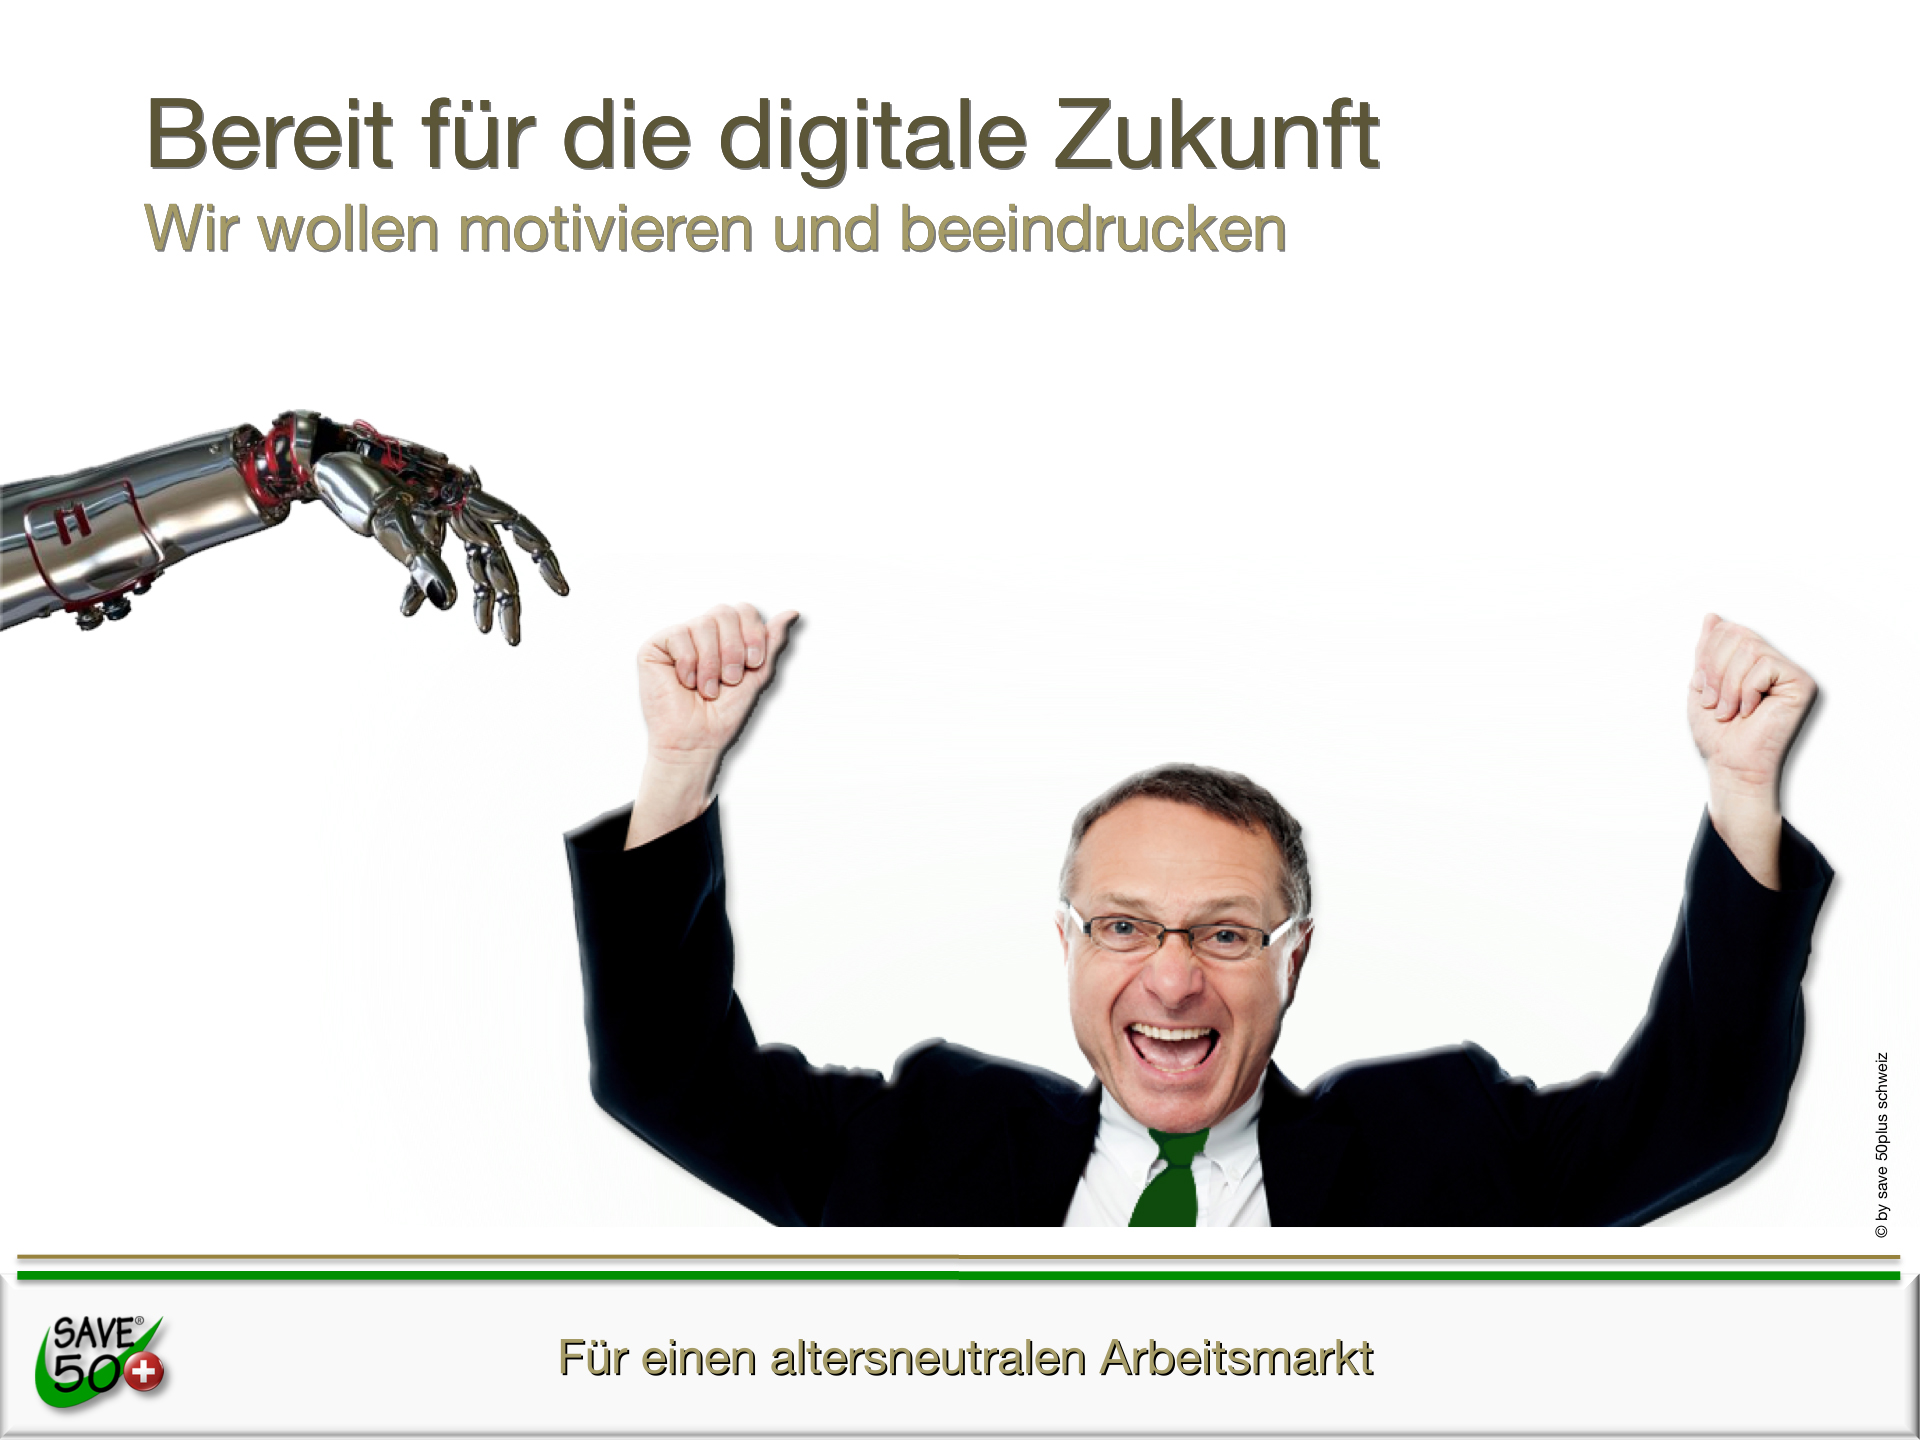 Bereit für die digitale Zukunft
Wir wollen motivieren und beeindrucken
© by save 50plus schweiz
SAVE®
50+
Für einen altersneutralen Arbeitsmarkt